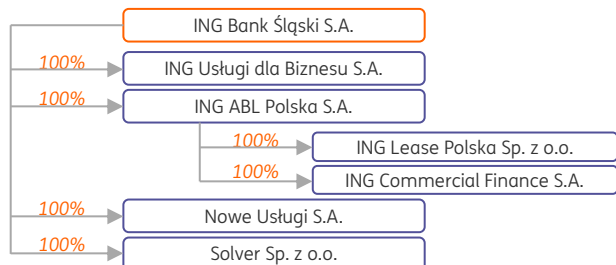 ING Bank Śląski S.A.
100%
ING Usługi dla Biznesu S.A.
100%
ING ABL Polska S.A.
100%
ING Lease Polska Sp. z o.o.
100%
ING Commercial Finance S.A.
100%
Nowe Usługi S.A.
100%
Solver Sp. z o.o.